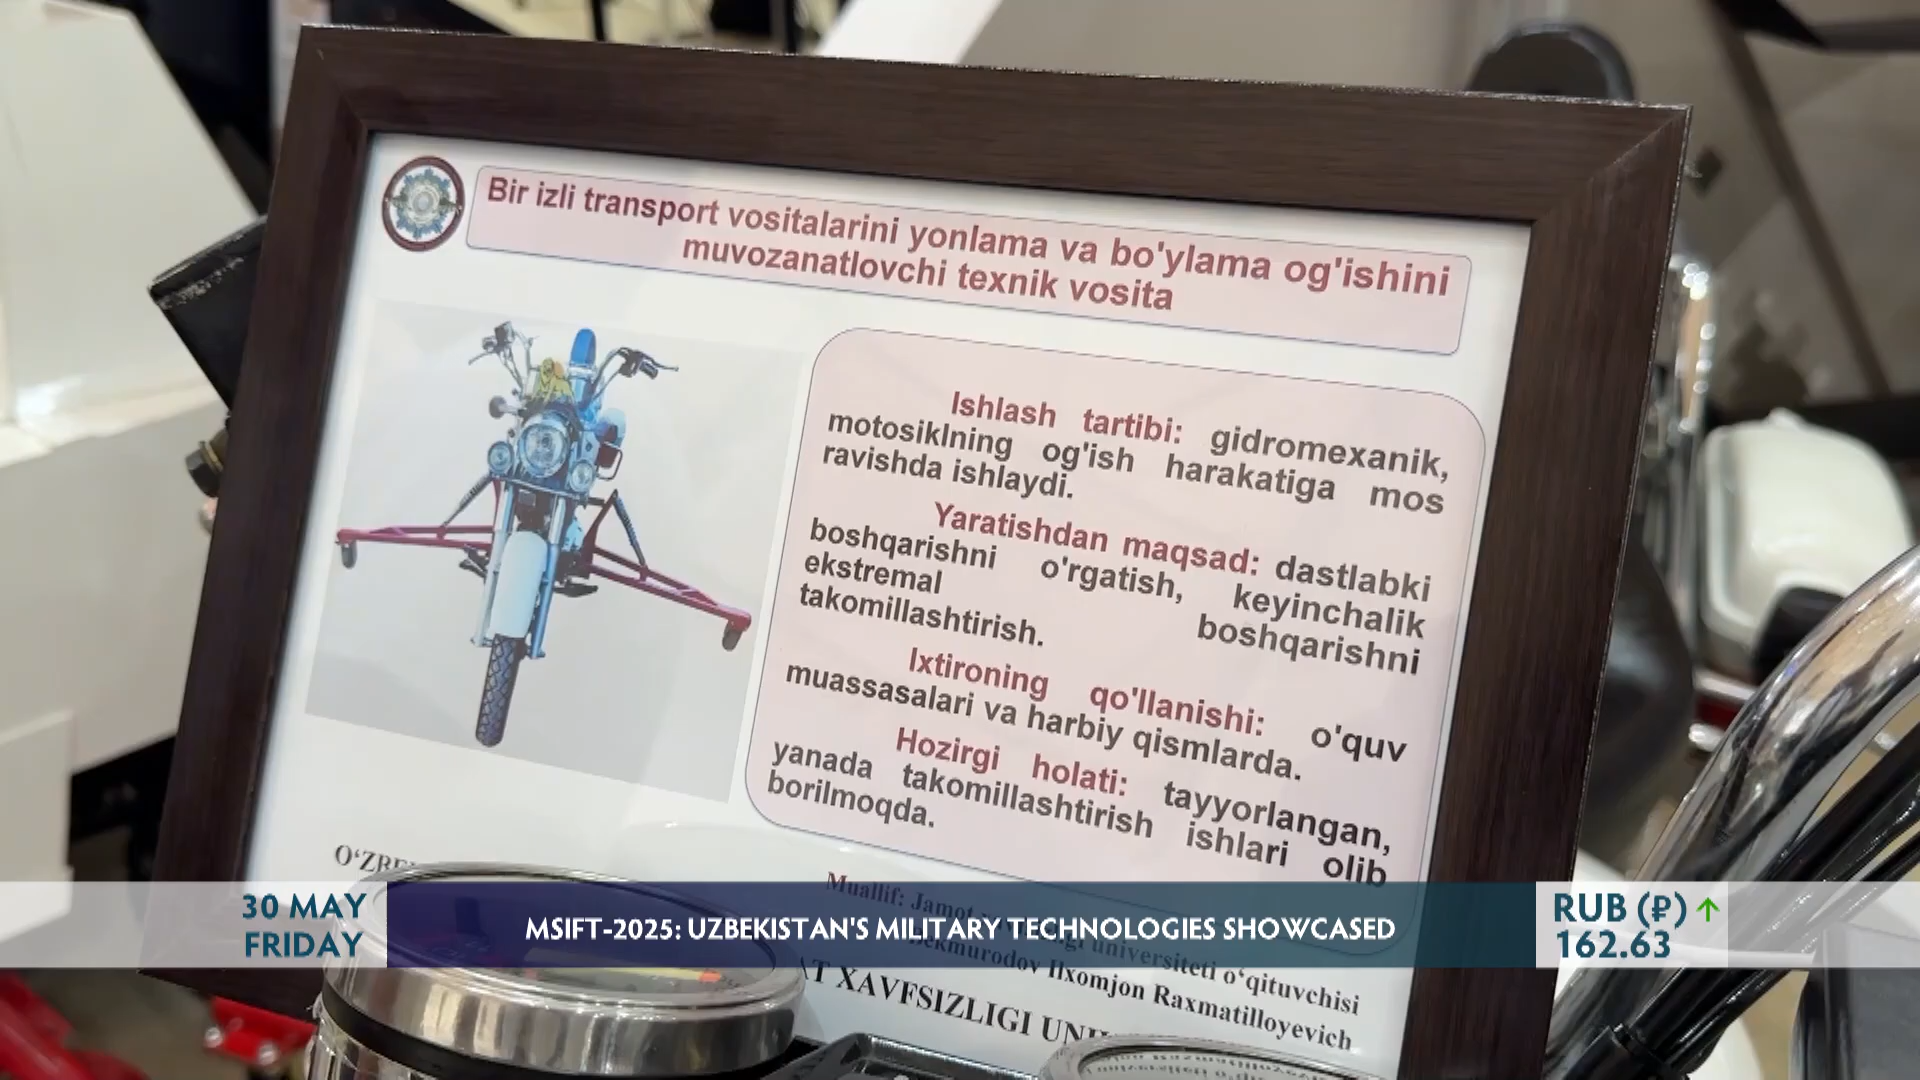 Bir izli transport vositalarini yonlama va bo'ylama og'ishini
muvozanatlovchi texnik vosita
Ishlash tartibi: gidromexanik,
motosiklning og'ish harakatiga mos
ravishda ishlaydi.
Yaratishdan maqsad: dastlabki
boshqarishni o'rgatish, keyinchalik
ekstremal boshqarishni
takomillashtirish.
Ixtironing qo'llanishi: o'quv
muassasalari va harbiy qismlarda.
Hozirgi holati: tayyorlangan,
yanada takomillashtirish ishlari olib
borilmoqda.
Muallif: universiteti o‘qituvchisi
Bekmurodov Ilxomjon Raxmatilloyevich
XAVFSIZLIGI
30 MAY
FRIDAY
MSIFT-2025: UZBEKISTAN'S MILITARY TECHNOLOGIES SHOWCASED
RUB (₽) ↑
162.63